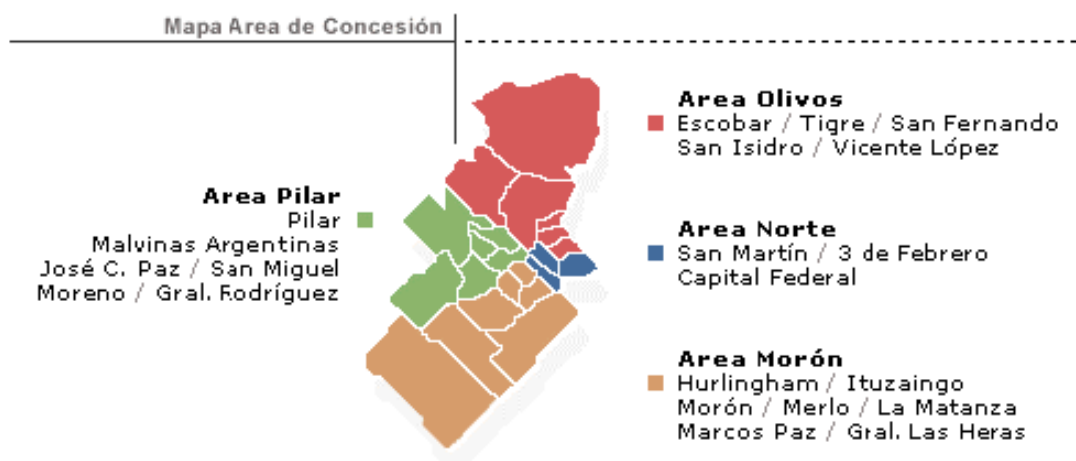 Mapa Area de Concesión
Area Olivos
Escobar / Tigre / San Fernando
San Isidro / Vicente López
Area Pilar
Pilar
Malvinas Argentinas
José C. Paz / San Miguel
Moreno / Gral. Rodríguez
Area Norte
San Martín / 3 de Febrero
Capital Federal
Area Morón
Hurlingham / Ituzaingo
Morón / Merlo / La Matanza
Marcos Paz / Gral. Las Heras